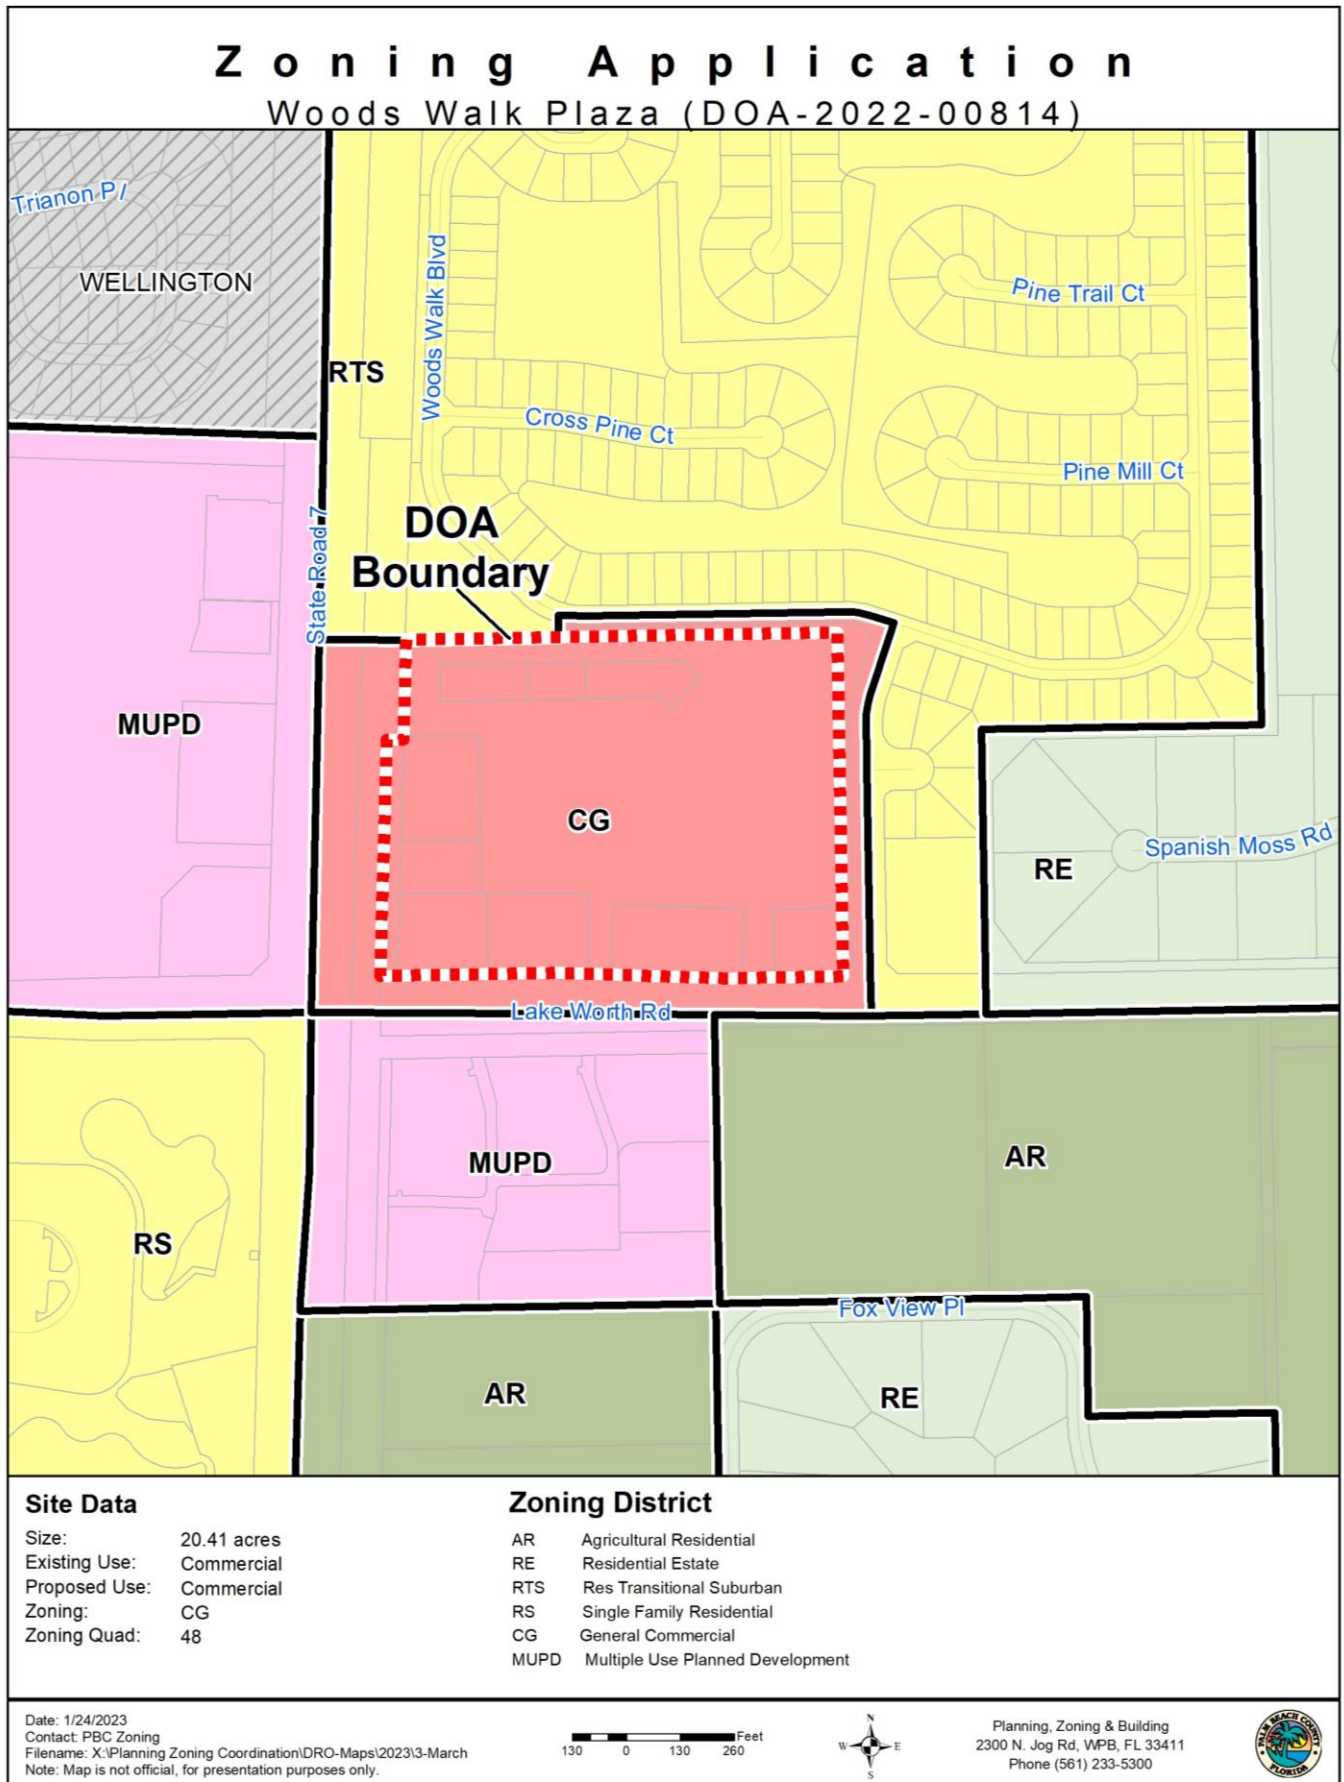 Zoning Application
Woods Walk Plaza (DOA-2022-00814)
Trianon Pl
WELLINGTON
Woods Walk Blvd
Pine Trail Ct
RTS
Cross Pine Ct
Pine Mill Ct
DOA
Boundary
State Road 7
MUPD
CG
Spanish Moss Rd
RE
Lake Worth Rd
MUPD
AR
RS
Fox View Pl
AR
RE
Site Data
Size: 20.41 acres
Existing Use: Commercial
Proposed Use: Commercial
Zoning: CG
Zoning Quad: 48
Zoning District
AR Agricultural Residential
RE Residential Estate
RTS Res Transitional Suburban
RS Single Family Residential
CG General Commercial
MUPD Multiple Use Planned Development
Date: 1/24/2023
Contact: PBC Zoning
Filename: X:\Planning Zoning Coordination\DRO-Maps\2023\3-March
Note: Map is not official, for presentation purposes only.
Feet
130 0 130 260
N
W E
S
Planning, Zoning & Building
2300 N. Jog Rd, WPB, FL 33411
Phone (561) 233-5300
PALM BEACH COUNTY
FLORIDA